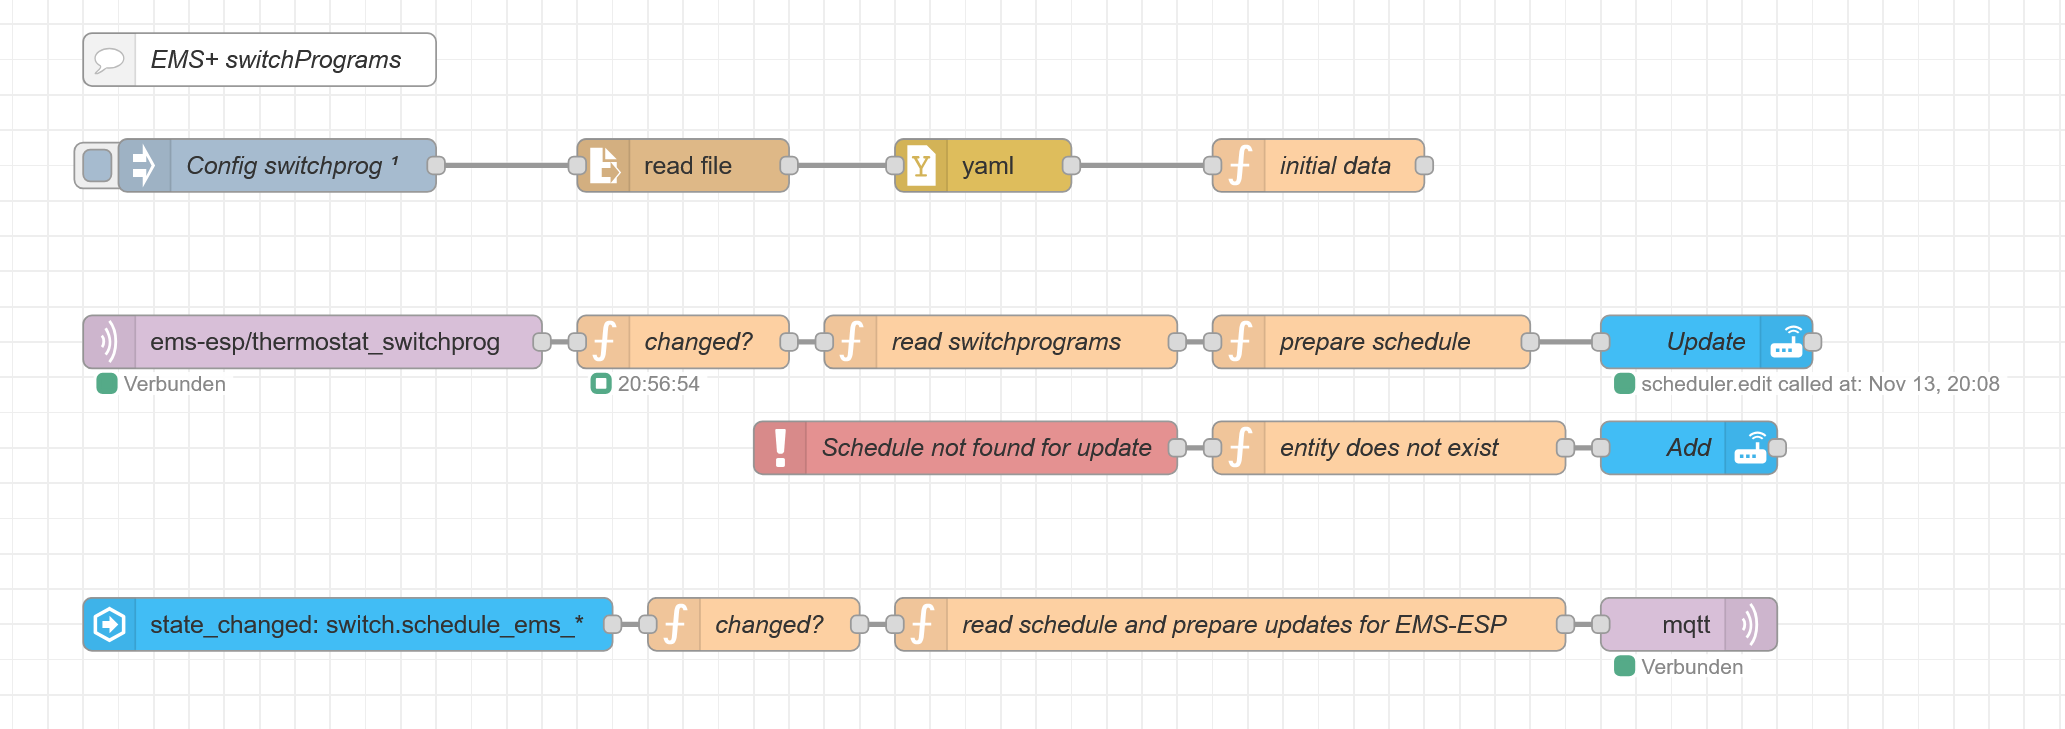 EMS+ switchPrograms
Config switchprog ¹
read file
yaml
initial data
ems-esp/thermostat_switchprog
changed?
read switchprograms
prepare schedule
Update
Verbunden
20:56:54
scheduler.edit called at: Nov 13, 20:08
Schedule not found for update
entity does not exist
Add
state_changed: switch.schedule_ems_*
changed?
read schedule and prepare updates for EMS-ESP
mqtt
Verbunden